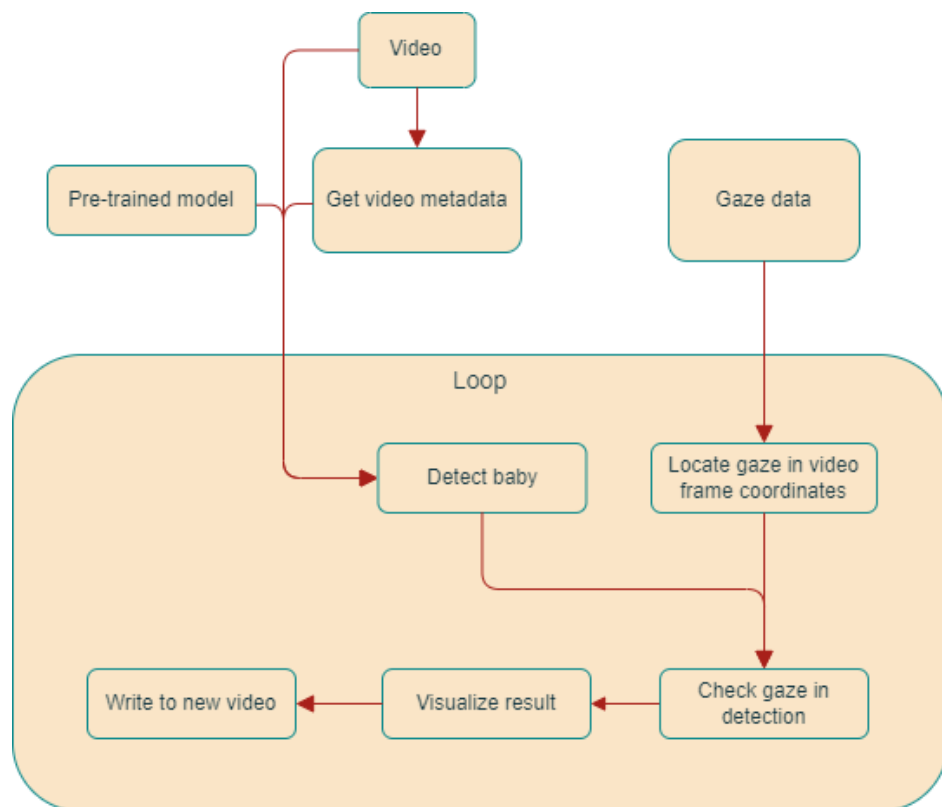 Video
Pre-trained model
Get video metadata
Gaze data
Loop
Detect baby
Locate gaze in video
frame coordinates
Write to new video
Visualize result
Check gaze in
detection